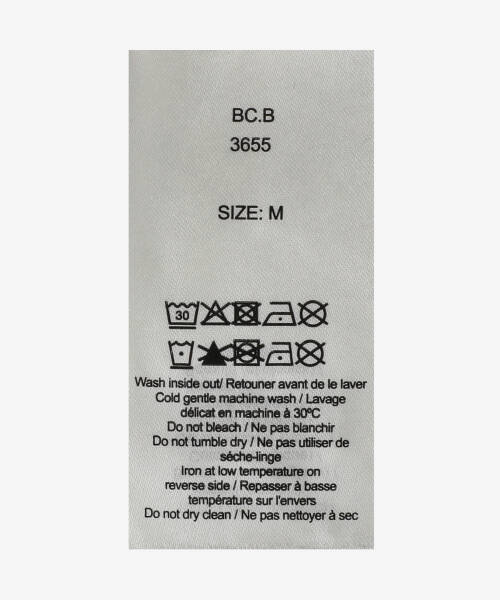 BC.B
3655
SIZE: M
30
Wash inside out/ Retouner avant de le laver
Cold gentle machine wash / Lavage
délicat en machine à 30ºC
Do not bleach / Ne pas blanchir
Do not tumble dry / Ne pas utiliser de
séche-linge
Iron at low temperature on
reverse side / Repasser à basse
température sur l'envers
Do not dry clean / Ne pas nettoyer à sec